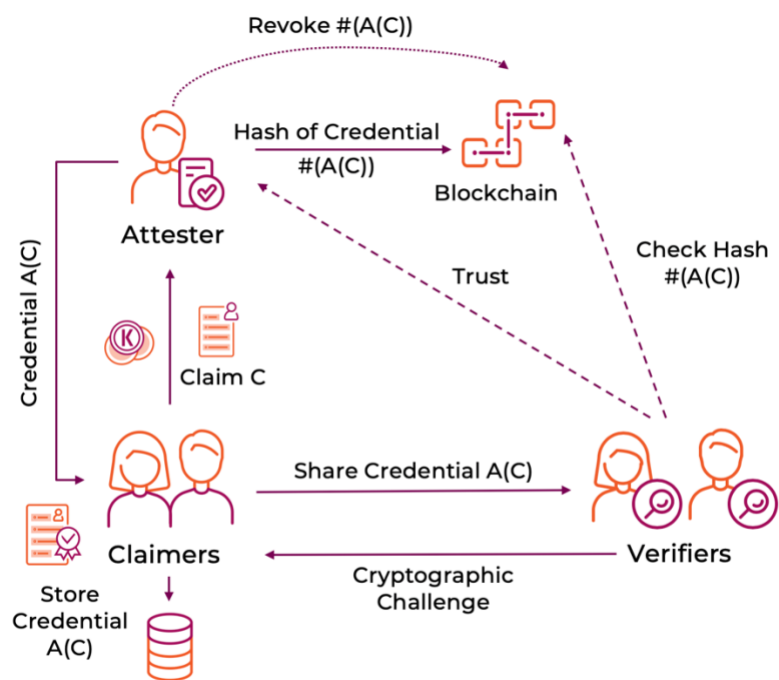 Revoke #(A(C))
Hash of Credential
#(A(C))
Blockchain
Attester
Credential A(C)
Trust
Check Hash
#(A(C))
K
Claim C
Share Credential A(C)
Claimers
Verifiers
Cryptographic
Challenge
Store
Credential
A(C)